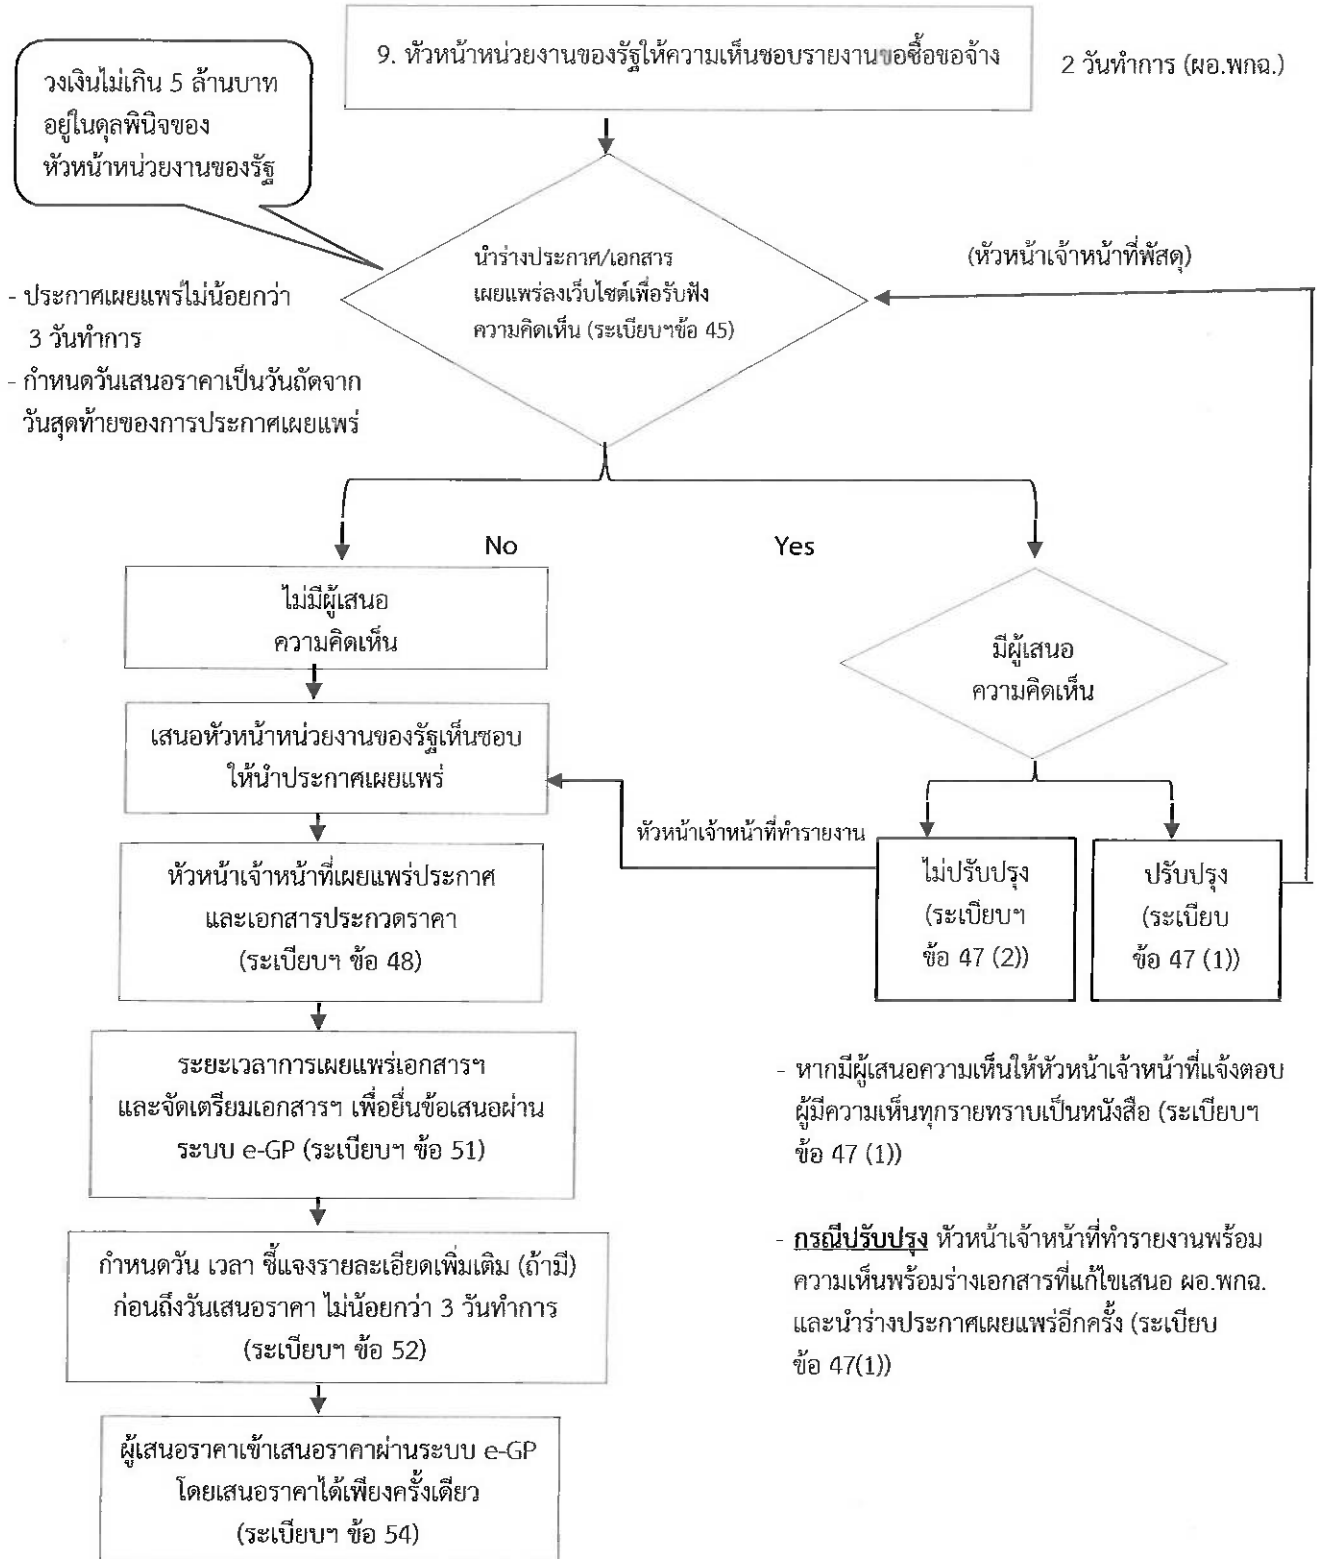 9. หัวหน้าหน่วยงานของรัฐให้ความเห็นชอบรายงานขอซื้อขอจ้าง
2 วันทำการ (ผอ.พกฉ.)
วงเงินไม่เกิน 5 ล้านบาท
อยู่ในดุลพินิจของ
หัวหน้าหน่วยงานของรัฐ
นำร่างประกาศ/เอกสาร
เผยแพร่ลงเว็บไซต์เพื่อรับฟัง
ความคิดเห็น (ระเบียบฯข้อ 45)
(หัวหน้าเจ้าหน้าที่พัสดุ)
- ประกาศเผยแพร่ไม่น้อยกว่า
3 วันทำการ
- กำหนดวันเสนอราคาเป็นวันถัดจาก
วันสุดท้ายของการประกาศเผยแพร่
No
Yes
ไม่มีผู้เสนอ
ความคิดเห็น
มีผู้เสนอ
ความคิดเห็น
เสนอหัวหน้าหน่วยงานของรัฐเห็นชอบ
ให้นำประกาศเผยแพร่
หัวหน้าเจ้าหน้าที่ทำรายงาน
ไม่ปรับปรุง
(ระเบียบฯ
ข้อ 47 (2))
ปรับปรุง
(ระเบียบ
ข้อ 47 (1))
หัวหน้าเจ้าหน้าที่เผยแพร่ประกาศ
และเอกสารประกวดราคา
(ระเบียบฯ ข้อ 48)
ระยะเวลาการเผยแพร่เอกสารฯ
และจัดเตรียมเอกสารฯ เพื่อยื่นข้อเสนอผ่าน
ระบบ e-GP (ระเบียบฯ ข้อ 51)
- หากมีผู้เสนอความเห็นให้หัวหน้าเจ้าหน้าที่แจ้งตอบ
ผู้มีความเห็นทุกรายทราบเป็นหนังสือ (ระเบียบฯ
ข้อ 47 (1))
- กรณีปรับปรุง หัวหน้าเจ้าหน้าที่ทำรายงานพร้อม
ความเห็นพร้อมร่างเอกสารที่แก้ไขเสนอ ผอ.พกฉ.
และนำร่างประกาศเผยแพร่อีกครั้ง (ระเบียบ
ข้อ 47(1))
กำหนดวัน เวลา ชี้แจงรายละเอียดเพิ่มเติม (ถ้ามี)
ก่อนถึงวันเสนอราคา ไม่น้อยกว่า 3 วันทำการ
(ระเบียบฯ ข้อ 52)
ผู้เสนอราคาเข้าเสนอราคาผ่านระบบ e-GP
โดยเสนอราคาได้เพียงครั้งเดียว
(ระเบียบฯ ข้อ 54)